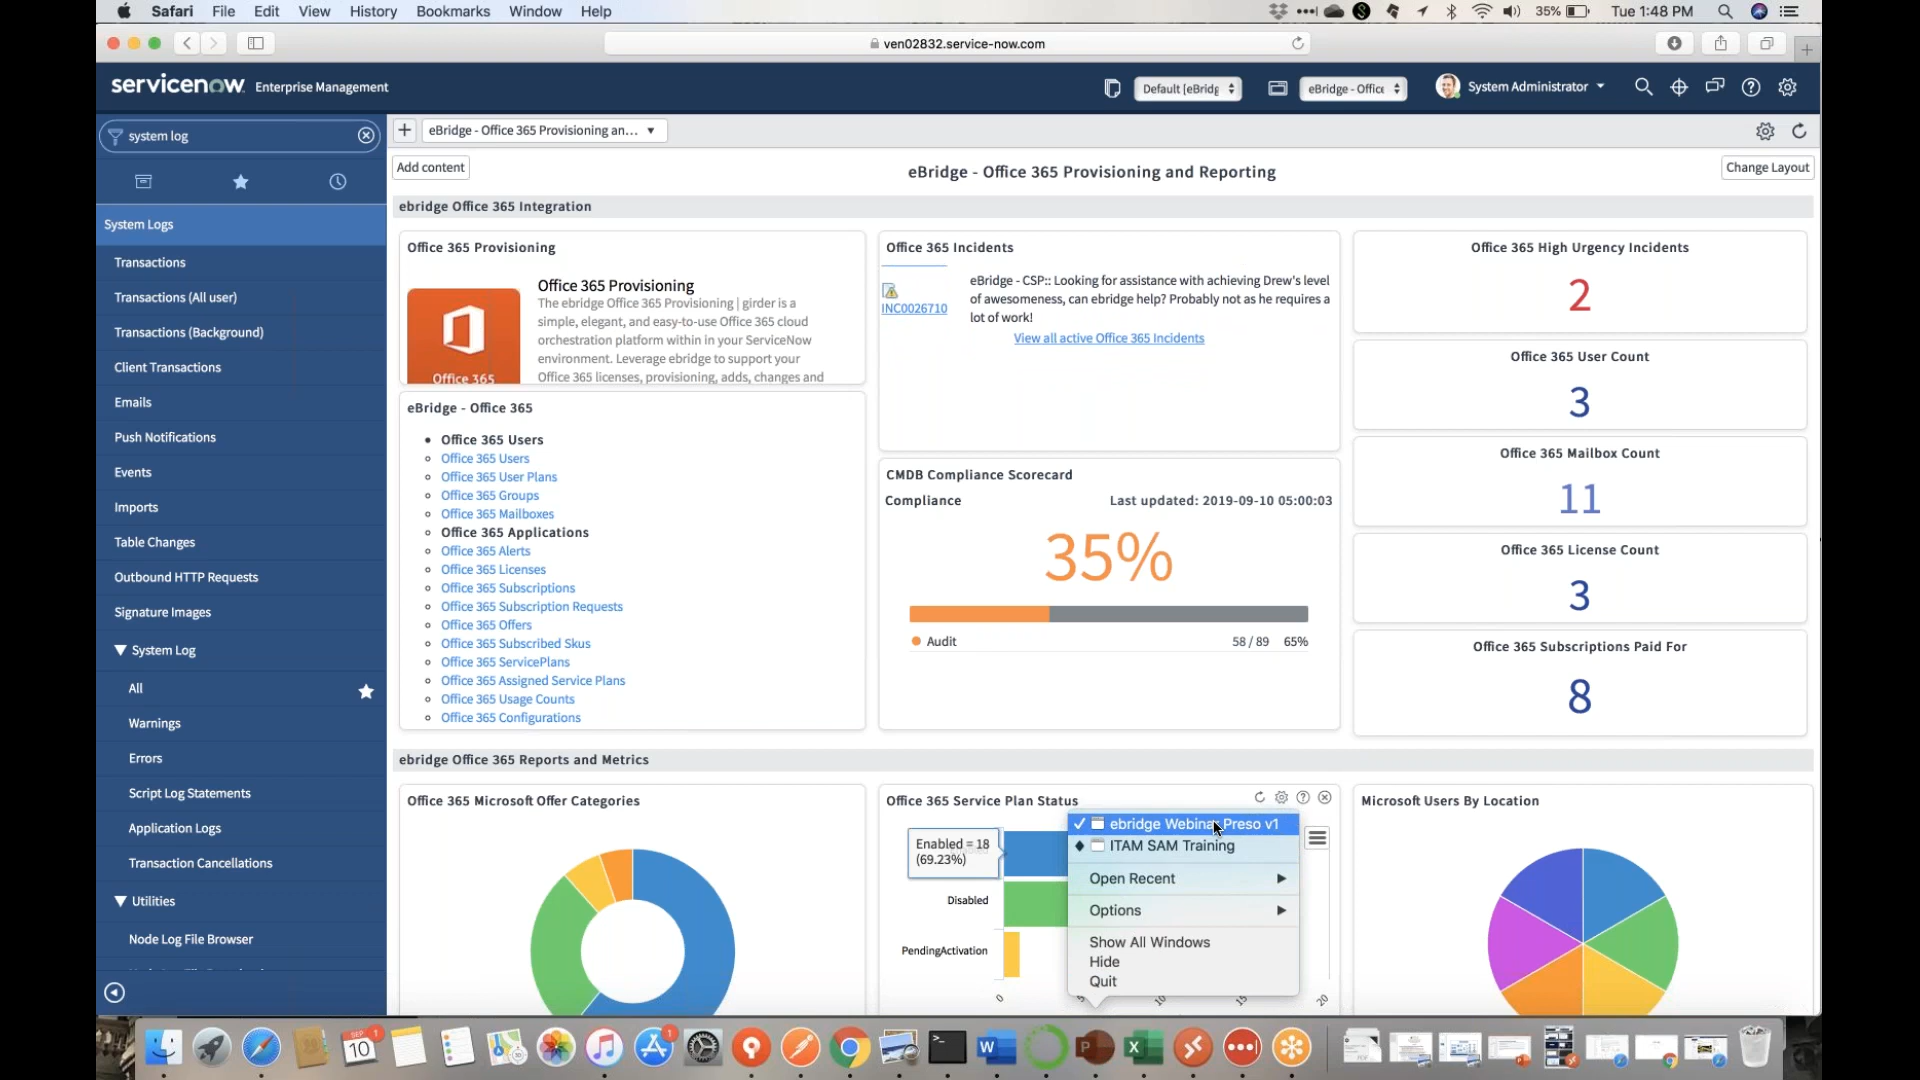 Safari File Edit View History Bookmarks Window Help
35% Tue 1:48 PM
ven02832.service-now.com
servicenow Enterprise Management
Default [eBridg
eBridge - Office
System Administrator
system log
eBridge - Office 365 Provisioning an...
Add content
eBridge - Office 365 Provisioning and Reporting
Change Layout
System Logs
Transactions
Transactions (All user)
Transactions (Background)
Client Transactions
Emails
Push Notifications
Events
Imports
Table Changes
Outbound HTTP Requests
Signature Images
System Log
All
Warnings
Errors
Script Log Statements
Application Logs
Transaction Cancellations
Utilities
Node Log File Browser
ebridge Office 365 Integration
Office 365 Provisioning
Office 365 Provisioning
The ebridge Office 365 Provisioning | girder is a
simple, elegant, and easy-to-use Office 365 cloud
orchestration platform within in your ServiceNow
environment. Leverage ebridge to support your
Office 365 licenses, provisioning, adds, changes and
Office 365
eBridge - Office 365
Office 365 Users
Office 365 Users
Office 365 User Plans
Office 365 Groups
Office 365 Mailboxes
Office 365 Applications
Office 365 Alerts
Office 365 Licenses
Office 365 Subscriptions
Office 365 Subscription Requests
Office 365 Offers
Office 365 Subscribed Skus
Office 365 ServicePlans
Office 365 Assigned Service Plans
Office 365 Usage Counts
Office 365 Configurations
Office 365 Incidents
INC0026710
eBridge - CSP:: Looking for assistance with achieving Drew's level
of awesomeness, can ebridge help? Probably not as he requires a
lot of work!
View all active Office 365 Incidents
CMDB Compliance Scorecard
Compliance Last updated: 2019-09-10 05:00:03
35%
Audit 58 / 89 65%
Office 365 High Urgency Incidents
2
Office 365 User Count
3
Office 365 Mailbox Count
11
Office 365 License Count
3
Office 365 Subscriptions Paid For
8
ebridge Office 365 Reports and Metrics
Office 365 Microsoft Offer Categories
Office 365 Service Plan Status
Enabled = 18
(69.23%)
Disabled
PendingActivation
0
10
15
20
ebridge Webinar Preso v1
ITAM SAM Training
Open Recent
Options
Show All Windows
Hide
Quit
Microsoft Users By Location
SEP 1
10
1
W
P
X